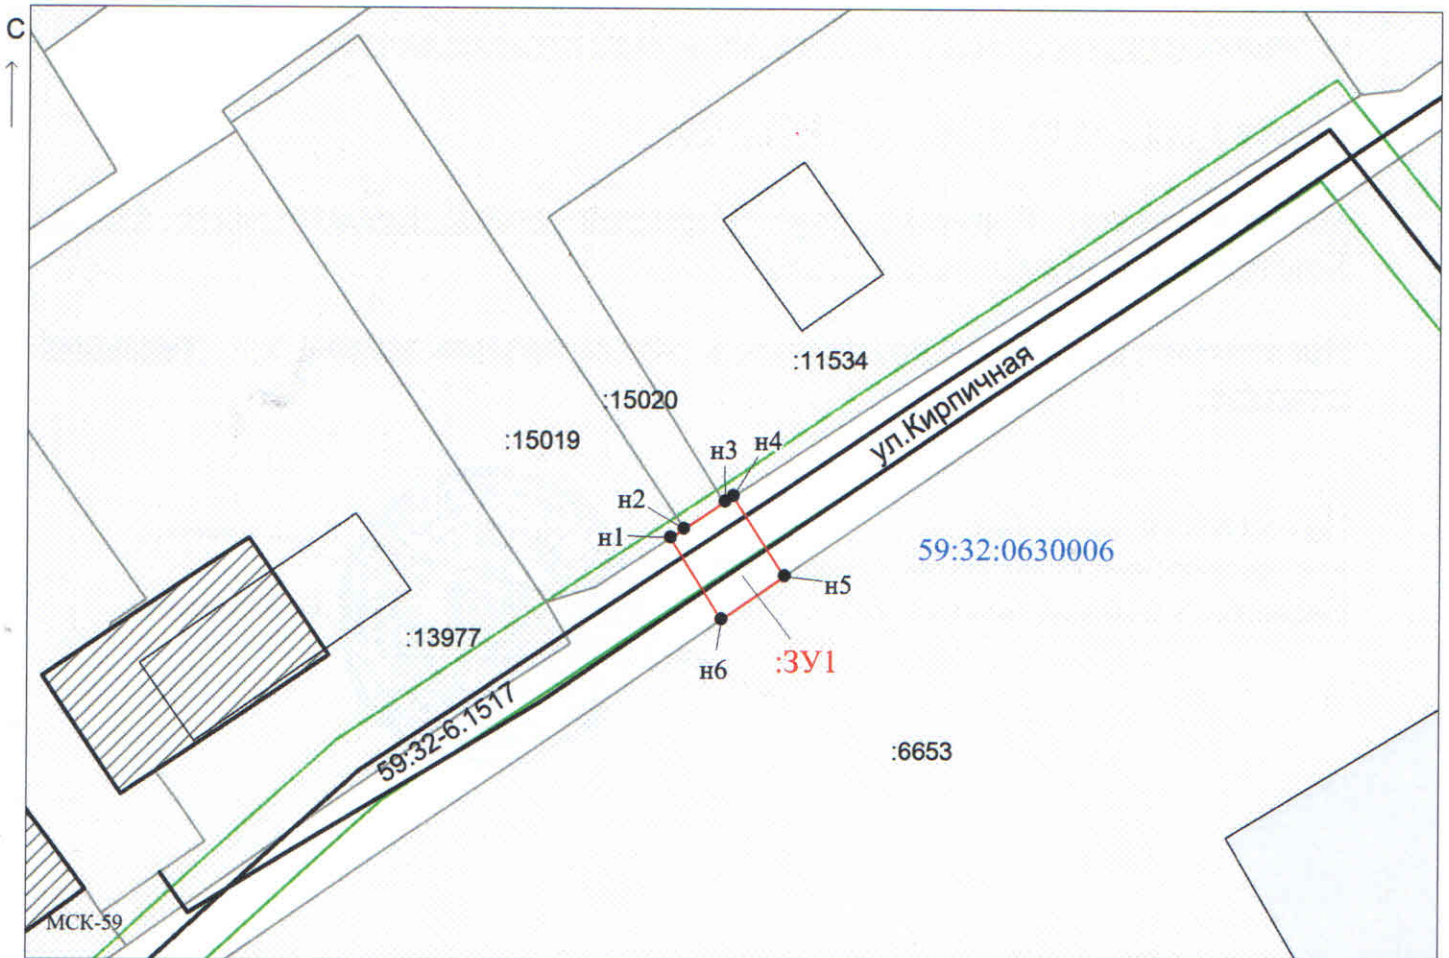 С
:11534
:15020
ул.Кирпичная
:15019
н4
н3
н2
н1
59:32:0630006
н5
:13977
:ЗУ1
н6
59:32-6.1517
:6653
МСК-59